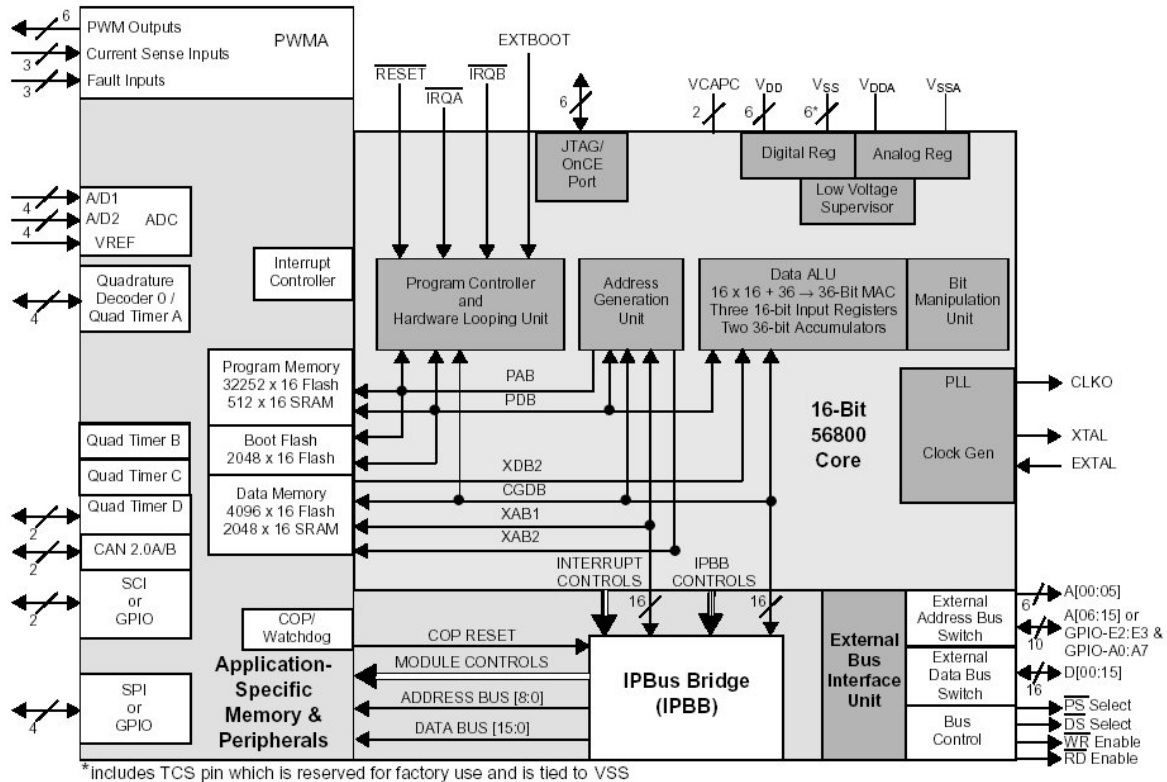 6
PWM Outputs
PWMA
3
Current Sense Inputs
3
Fault Inputs
RESET
IRQA
IRQB
EXTBOOT
6
VCAPC
VDD
VSS
VDDA
VSSA
2
6
6*
JTAG/
OnCE
Port
Digital Reg
Analog Reg
Low Voltage
Supervisor
4
A/D1
4
A/D2
ADC
VREF
Interrupt
Controller
4
Quadrature
Decoder 0 /
Quad Timer A
Program Controller
and
Hardware Looping Unit
Address
Generation
Unit
Data ALU
16 x 16 + 36 → 36-Bit MAC
Three 16-bit Input Registers
Two 36-bit Accumulators
Bit
Manipulation
Unit
Program Memory
32252 x 16 Flash
512 x 16 SRAM
Boot Flash
2048 x 16 Flash
Data Memory
4096 x 16 Flash
2048 x 16 SRAM
PAB
PDB
XDB2
CGDB
XAB1
XAB2
16-Bit
56800
Core
PLL
Clock Gen
CLKO
XTAL
EXTAL
Quad Timer B
Quad Timer C
2
Quad Timer D
2
CAN 2.0A/B
2
SCI
or
GPIO
4
SPI
or
GPIO
INTERRUPT
CONTROLS
IPBB
CONTROLS
16
16
COP/
Watchdog
COP RESET
MODULE CONTROLS
ADDRESS BUS [8:0]
DATA BUS [15:0]
Application-
Specific
Memory &
Peripherals
IPBus Bridge
(IPBB)
External
Bus
Interface
Unit
External
Address Bus
Switch
External
Data Bus
Switch
Bus
Control
6
A[00:05]
10
A[06:15] or
GPIO-E2:E3 &
GPIO-A0:A7
16
D[00:15]
PS Select
DS Select
WR Enable
RD Enable
*includes TCS pin which is reserved for factory use and is tied to VSS